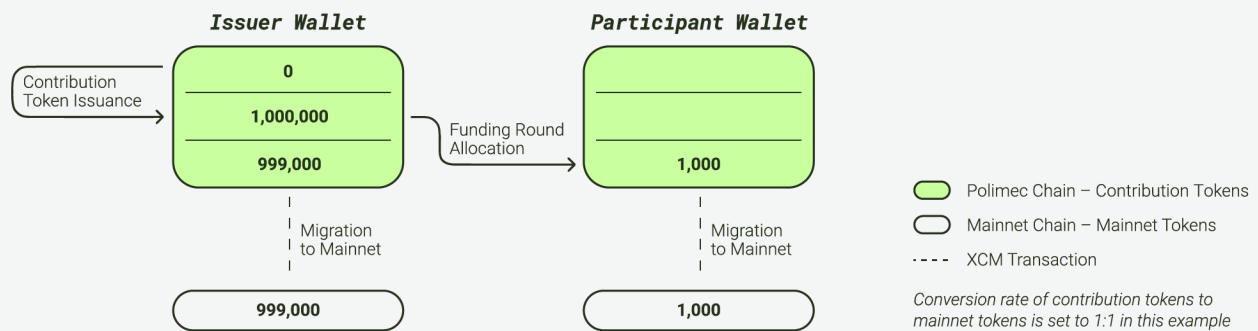 Issuer Wallet
Participant Wallet
0
Contribution
Token Issuance
1,000,000
Funding Round
Allocation
999,000
1,000
Migration
to Mainnet
Migration
to Mainnet
999,000
1,000
Polimec Chain – Contribution Tokens
Mainnet Chain – Mainnet Tokens
XCM Transaction
Conversion rate of contribution tokens to
mainnet tokens is set to 1:1 in this example